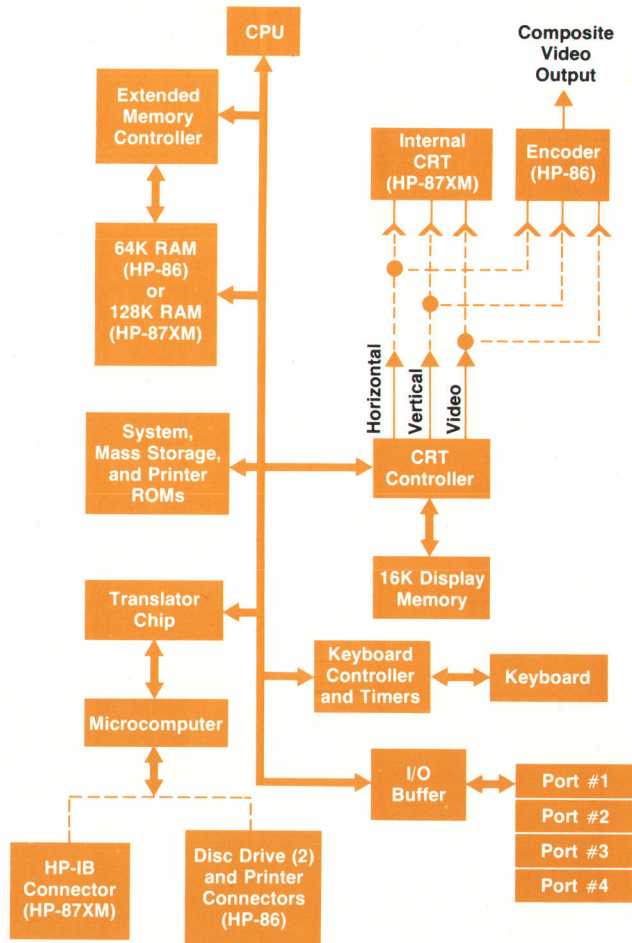 CPU
Composite
Video
Output
Extended
Memory
Controller
Internal
CRT
(HP-87XM)
Encoder
(HP-86)
64K RAM
(HP-86)
or
128K RAM
(HP-87XM)
Horizontal
Vertical
Video
System,
Mass Storage,
and Printer
ROMs
CRT
Controller
16K Display
Memory
Translator
Chip
Keyboard
Controller
and Timers
Keyboard
Microcomputer
I/O
Buffer
Port #1
Port #2
Port #3
Port #4
HP-IB
Connector
(HP-87XM)
Disc Drive (2)
and Printer
Connectors
(HP-86)